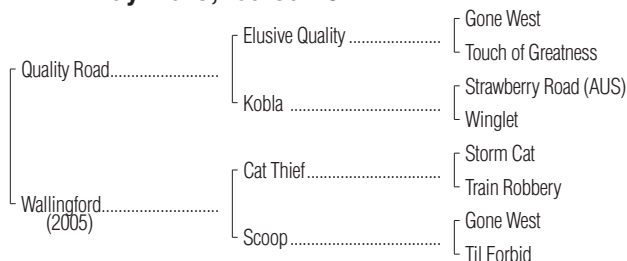 Gone West
Elusive Quality
Touch of Greatness
Quality Road
Strawberry Road (AUS)
Kobla
Winglet
Storm Cat
Cat Thief
Train Robbery
Wallingford
(2005)
Gone West
Scoop
Til Forbid